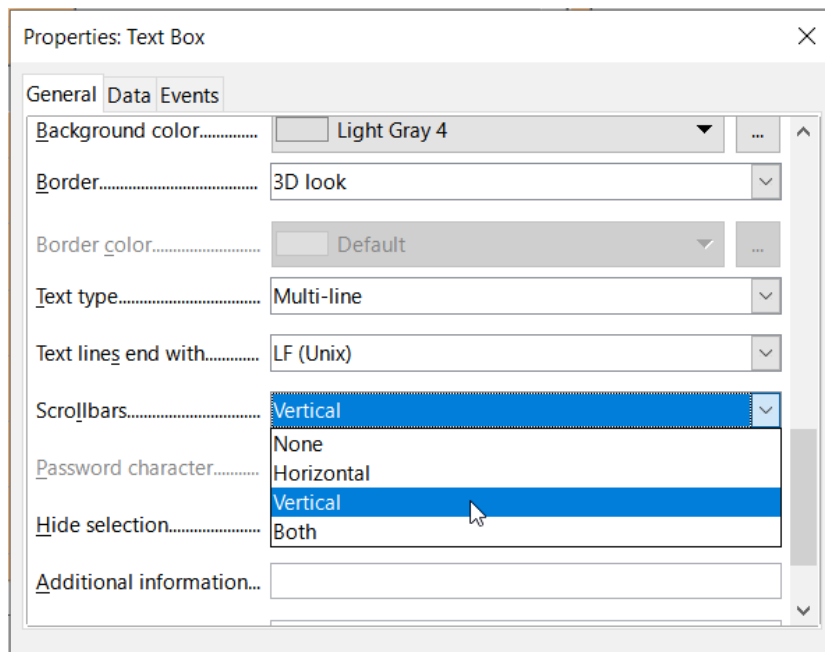 Properties: Text Box
General Data Events
Background color.............. Light Gray 4 ...
Border...................................... 3D look
Border color.......................... Default ...
Text type.................................. Multi-line
Text lines end with............. LF (Unix)
Scrollbars................................ Vertical
None
Password character...........
Horizontal
Vertical
Hide selection......................
Both
Additional information...